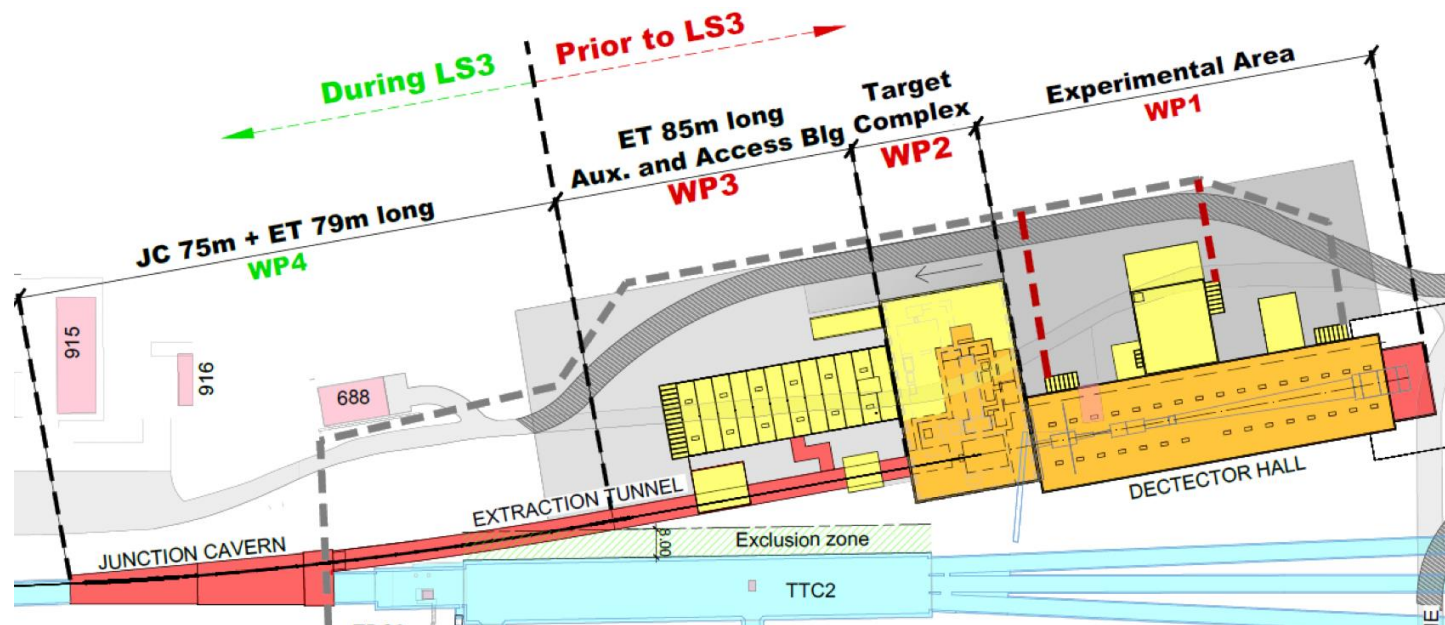 During LS3
Prior to LS3
JC 75m + ET 79m long
WP4
ET 85m long
Aux. and Access Blg
WP3
Target
Complex
WP2
Experimental Area
WP1
915
916
688
EXTRACTION TUNNEL
JUNCTION CAVERN
DECTECTOR HALL
8.00
Exclusion zone
TTC2